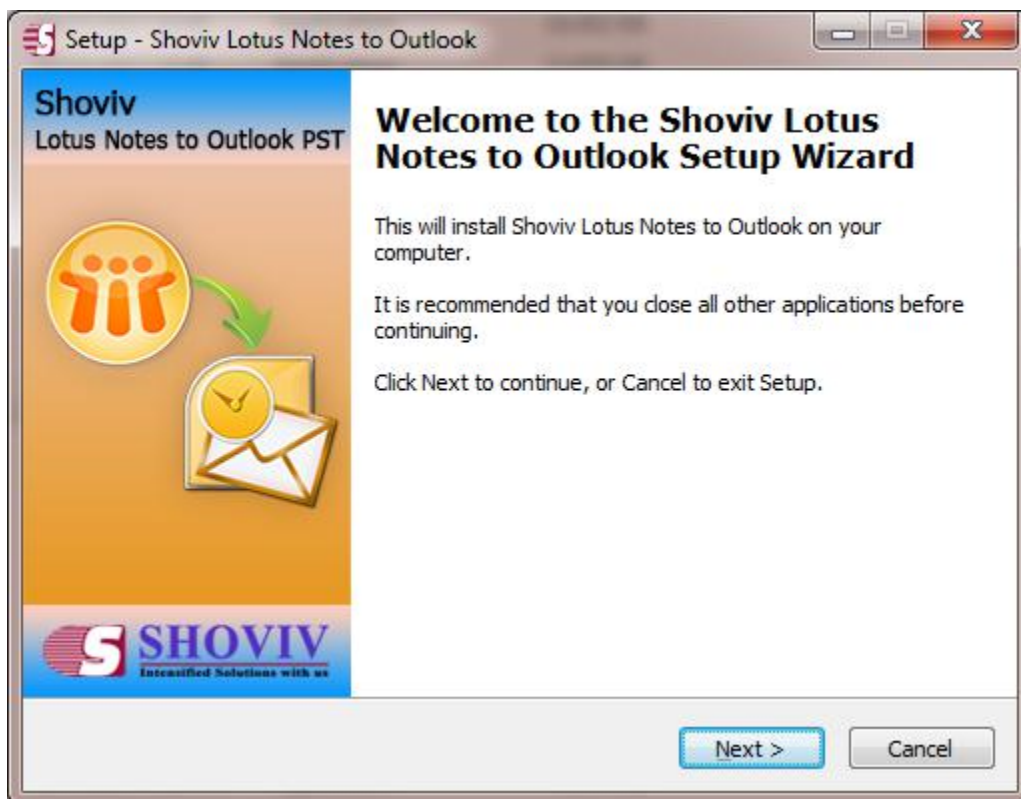 Setup - Shoviv Lotus Notes to Outlook
Shoviv
Lotus Notes to Outlook PST
Welcome to the Shoviv Lotus
Notes to Outlook Setup Wizard
This will install Shoviv Lotus Notes to Outlook on your
computer.
It is recommended that you close all other applications before
continuing.
Click Next to continue, or Cancel to exit Setup.
S SHOVIV
Intensified Solutions with us
Next >
Cancel